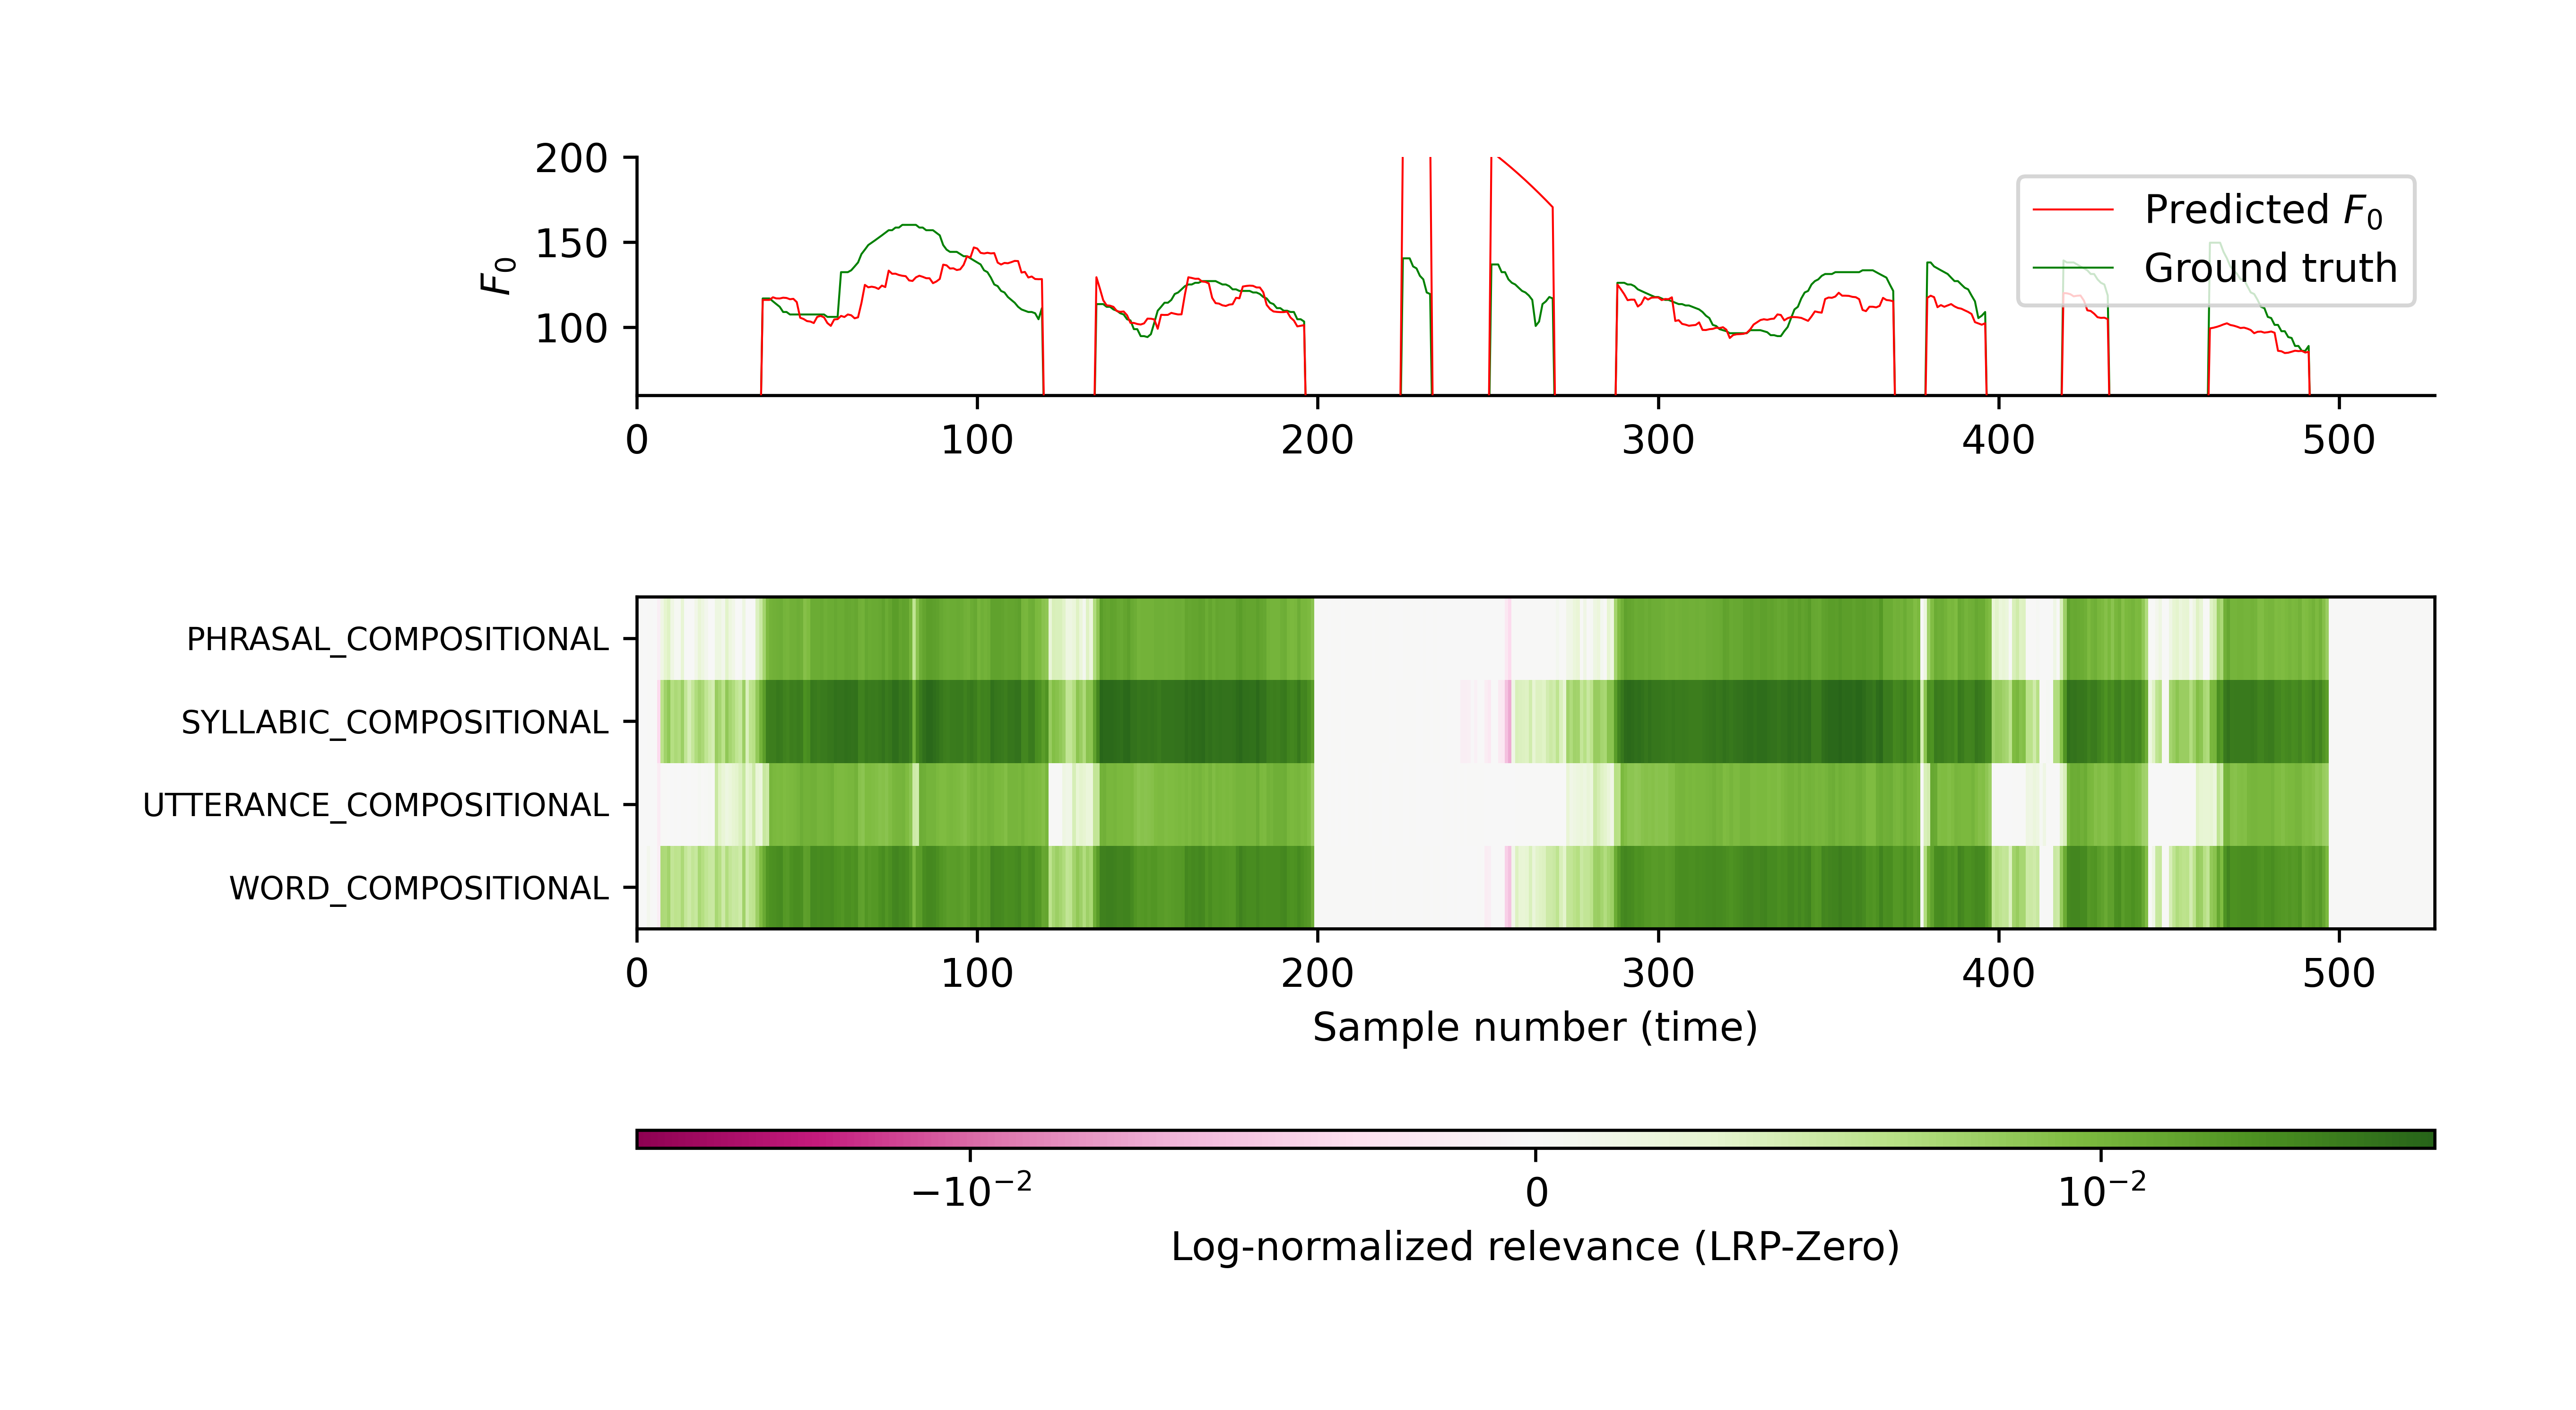 200
150
100
F₀
Predicted F₀
Ground truth
0 100 200 300 400 500
PHRASAL_COMPOSITIONAL
SYLLABIC_COMPOSITIONAL
UTTERANCE_COMPOSITIONAL
WORD_COMPOSITIONAL
0 100 200 300 400 500
Sample number (time)
−10⁻² 0 10⁻²
Log-normalized relevance (LRP-Zero)